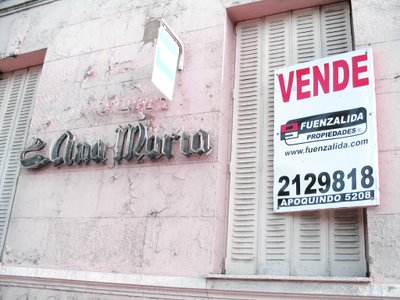 Ana María
VENDE
FUENZALIDA
PROPIEDADES
www.fuenzalida.com
2129818
APOQUINDO 5208